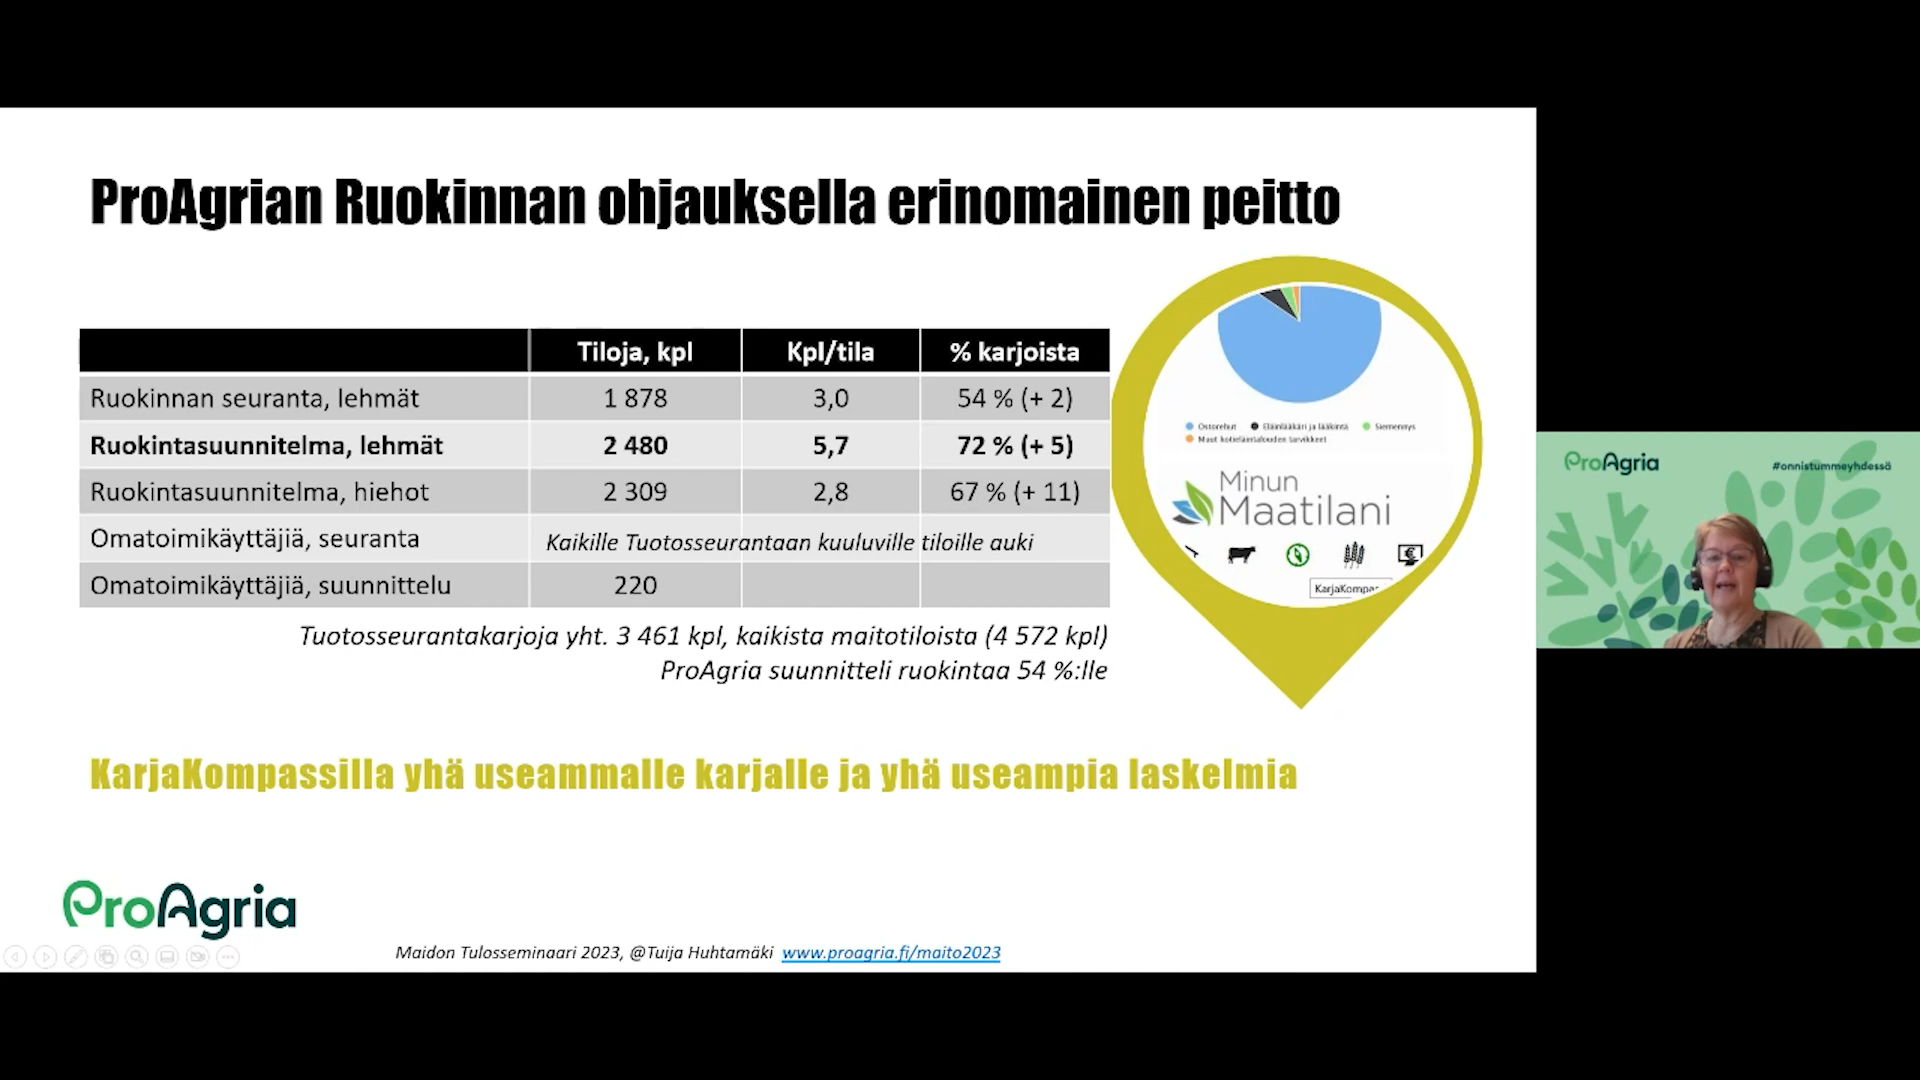 ProAgrian Ruokinnan ohjauksella erinomainen peitto
Tiloja, kpl Kpl/tila % karjoista
Ruokinnan seuranta, lehmät 1 878 3,0 54 % (+ 2)
Ruokintasuunnitelma, lehmät 2 480 5,7 72 % (+ 5)
Ruokintasuunnitelma, hiehot 2 309 2,8 67 % (+ 11)
Omatoimikäyttäjiä, seuranta Kaikille Tuotosseurantaan kuuluville tiloille auki
Omatoimikäyttäjiä, suunnittelu 220
Tuotosseurantakarjoja yht. 3 461 kpl, kaikista maitotiloista (4 572 kpl)
ProAgria suunnitteli ruokintaa 54 %:lle
Ostorehut Eläinlääkäri ja lääkintä Siemennys
Muut kotieläintalouden tarvikkeet
Minun
Maatilani
KarjaKompas
ProAgria #onnistummeyhdessä
KarjaKompassilla yhä useammalle karjalle ja yhä useampia laskelmia
ProAgria
Maidon Tulosseminaari 2023, @Tuija Huhtamäki www.proagria.fi/maito2023